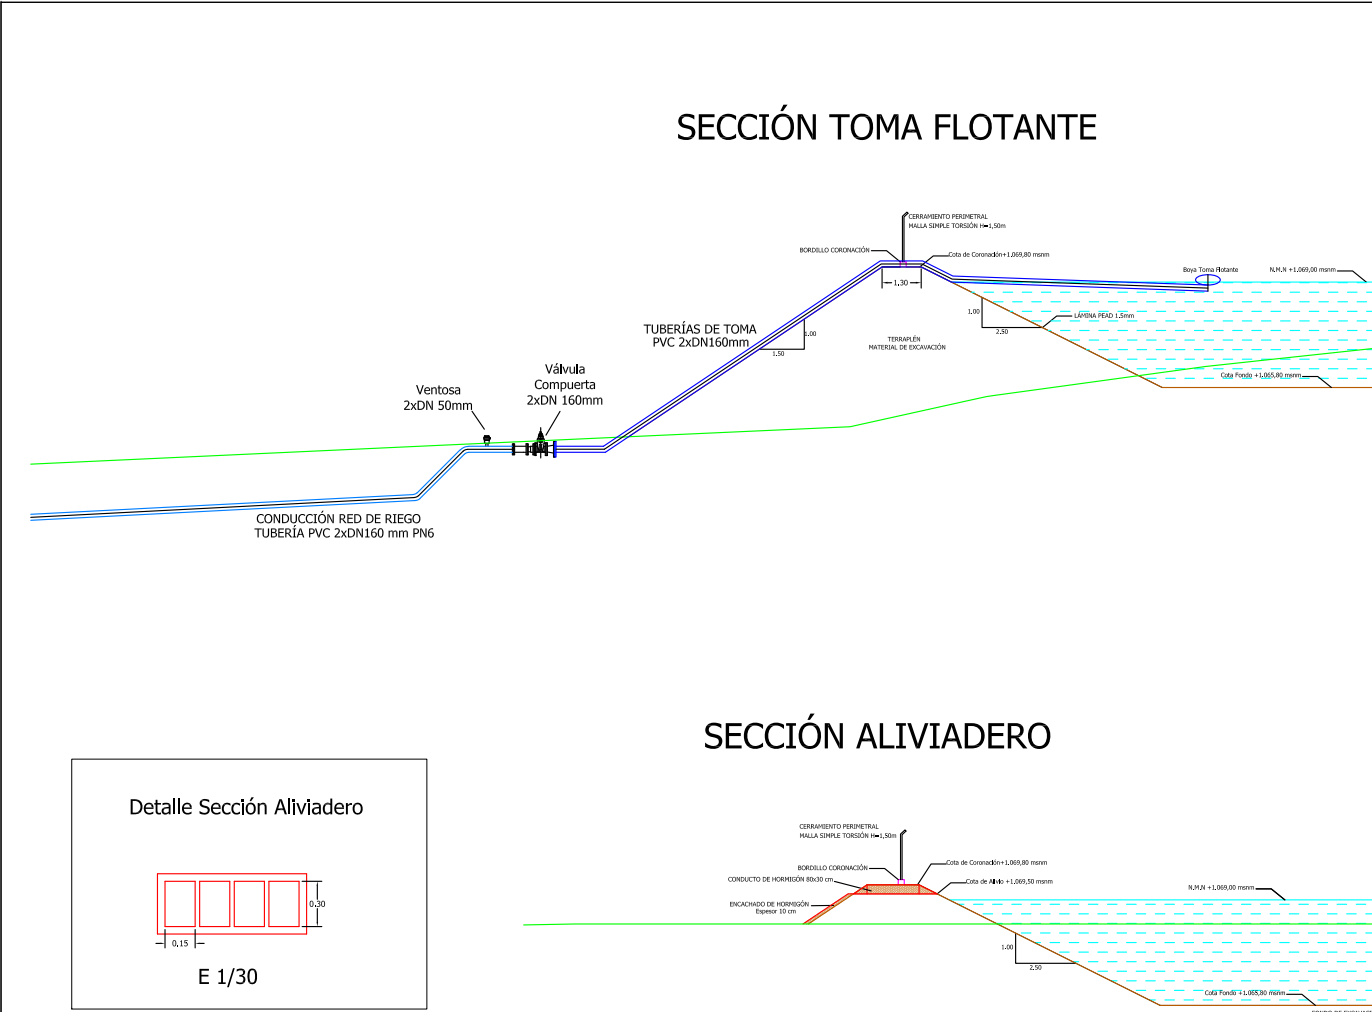 SECCIÓN TOMA FLOTANTE
CERRAMIENTO PERIMETRAL
MALLA SIMPLE TORSIÓN H=1,50m
BORDILLO CORONACIÓN
Cota de Coronación+1.069,80 msnm
Boya Toma Flotante
N.M.N +1.069,00 msnm
1.30
1.00
LÁMINA PEAD 1.5mm
2.50
TUBERÍAS DE TOMA
PVC 2xDN160mm
1.00
1.50
TERRAPLÉN
MATERIAL DE EXCAVACIÓN
Cota Fondo +1.065,80 msnm
Válvula
Compuerta
2xDN 160mm
Ventosa
2xDN 50mm
CONDUCCIÓN RED DE RIEGO
TUBERÍA PVC 2xDN160 mm PN6
SECCIÓN ALIVIADERO
Detalle Sección Aliviadero
0.30
0.15
E 1/30
CERRAMIENTO PERIMETRAL
MALLA SIMPLE TORSIÓN H=1,50m
BORDILLO CORONACIÓN
Cota de Coronación+1.069,80 msnm
CONDUCTO DE HORMIGÓN 80x30 cm
Cota de Alivio +1.069,50 msnm
N.M.N +1.069,00 msnm
ENCACHADO DE HORMIGÓN
Espesor 10 cm
1.00
2.50
Cota Fondo +1.065,80 msnm